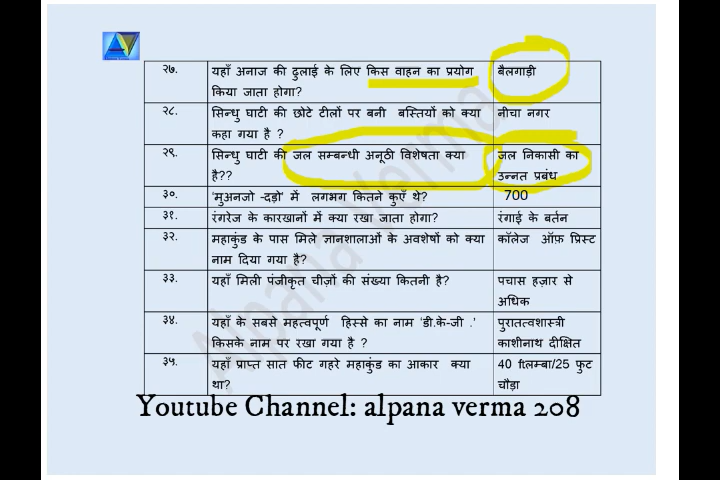 २७. यहाँ अनाज की ढुलाई के लिए किस वाहन का प्रयोग बैलगाड़ी
किया जाता होगा?
२८. सिन्धु घाटी की छोटे टीलों पर बनी बस्तियों को क्या नीचा नगर
कहा गया है ?
२९. सिन्धु घाटी की जल सम्बन्धी अनूठी विशेषता क्या जल निकासी का
है?? उन्नत प्रबंध
३०. 'मुअनजो -दड़ो' में लगभग कितने कुएँ थे? 700
३१. रंगरेज के कारखानों में क्या रखा जाता होगा? रंगाई के बर्तन
३२. महाकुंड के पास मिले ज्ञानशालाओं के अवशेषों को क्या कॉलेज ऑफ़ प्रिस्ट
नाम दिया गया है?
३३. यहाँ मिली पंजीकृत चीज़ों की संख्या कितनी है? पचास हज़ार से
अधिक
३४. यहाँ के सबसे महत्वपूर्ण हिस्से का नाम 'डी.के-जी .' पुरातत्वशास्त्री
किसके नाम पर रखा गया है ? काशीनाथ दीक्षित
३५. यहाँ प्राप्त सात फीट गहरे महाकुंड का आकार क्या 40 ftलम्बा/25 फुट
था? चौड़ा
Alpana Verma
Youtube Channel: alpana verma 208